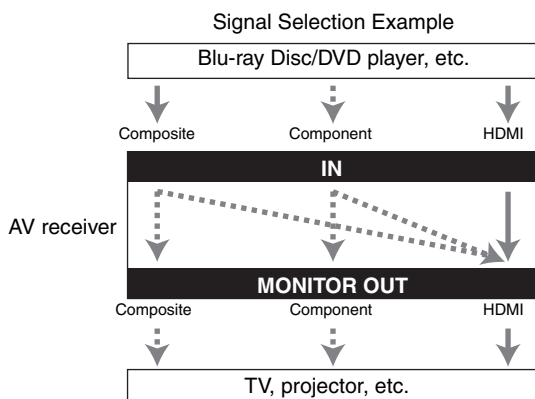 Signal Selection Example
Blu-ray Disc/DVD player, etc.
Composite Component HDMI
IN
AV receiver
MONITOR OUT
Composite Component HDMI
TV, projector, etc.